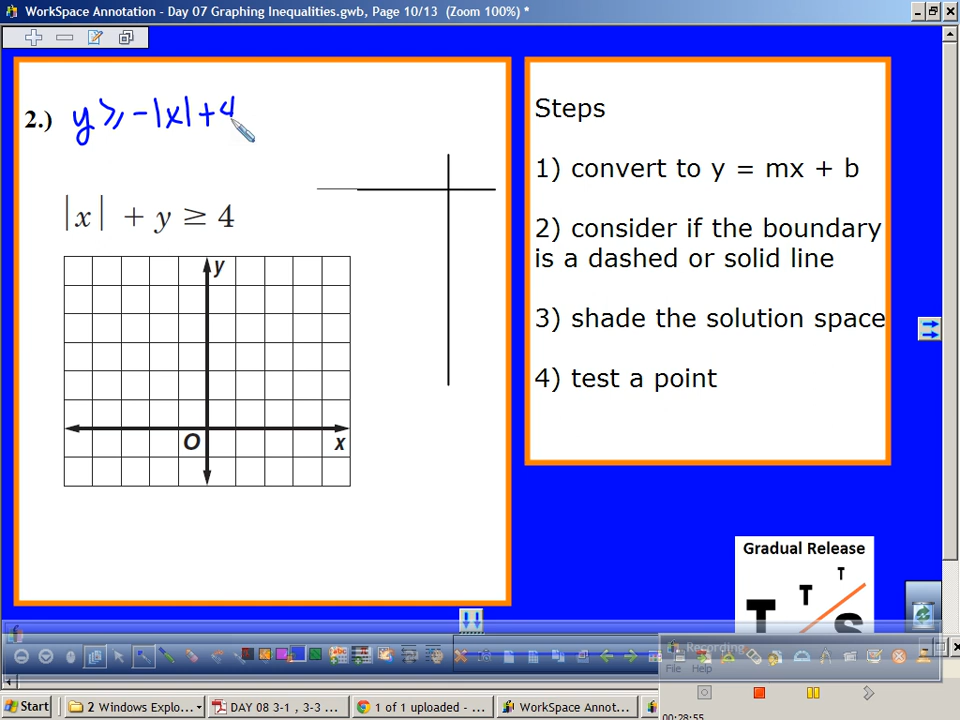 WorkSpace Annotation - Day 07 Graphing Inequalities.gwb, Page 10/13 (Zoom 100%) *
2.) y ≥ -|x| + 4
|x| + y ≥ 4
y
O
x
Steps
1) convert to y = mx + b
2) consider if the boundary
is a dashed or solid line
3) shade the solution space
4) test a point
Gradual Release
T
T
T
S
abc
Recording
File Help
Start
2 Windows Explo...
DAY 08 3-1 , 3-3 ...
1 of 1 uploaded - ...
WorkSpace Annot...
00:28:55